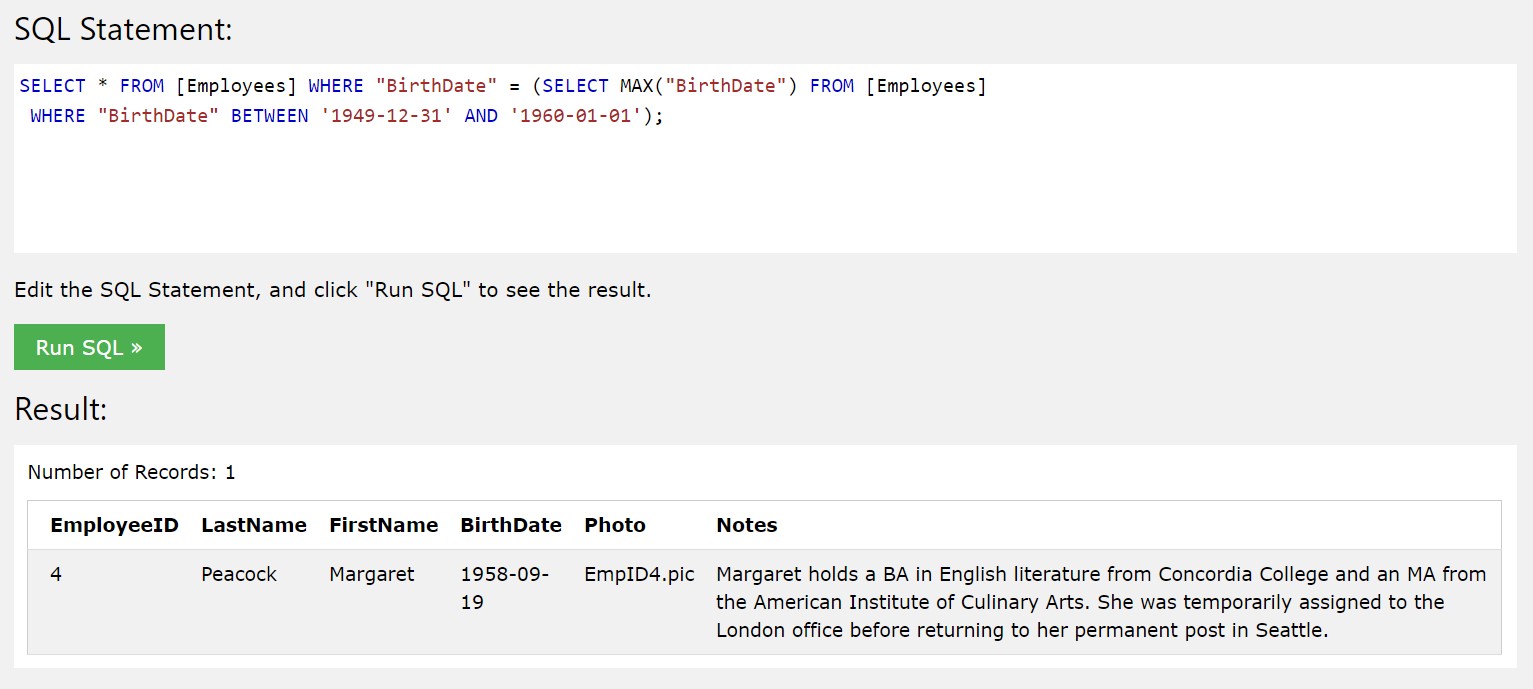 SQL Statement:
SELECT * FROM [Employees] WHERE "BirthDate" = (SELECT MAX("BirthDate") FROM [Employees]
WHERE "BirthDate" BETWEEN '1949-12-31' AND '1960-01-01');
Edit the SQL Statement, and click "Run SQL" to see the result.
Run SQL »
Result:
Number of Records: 1
EmployeeID LastName FirstName BirthDate Photo Notes
4 Peacock Margaret 1958-09- EmpID4.pic Margaret holds a BA in English literature from Concordia College and an MA from
19 the American Institute of Culinary Arts. She was temporarily assigned to the
London office before returning to her permanent post in Seattle.